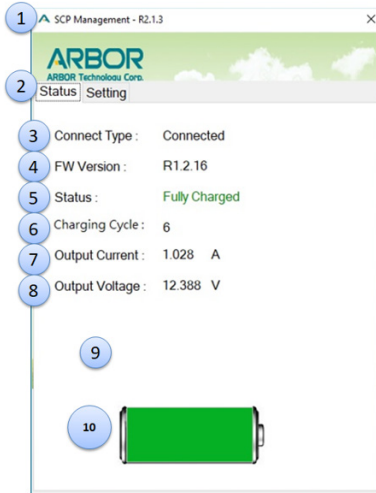 1 SCP Management - R2.1.3 ×
ARBOR
ARBOR Technology Corp.
2 Status Setting
3 Connect Type : Connected
4 FW Version : R1.2.16
5 Status : Fully Charged
6 Charging Cycle : 6
7 Output Current : 1.028 A
8 Output Voltage : 12.388 V
9
10